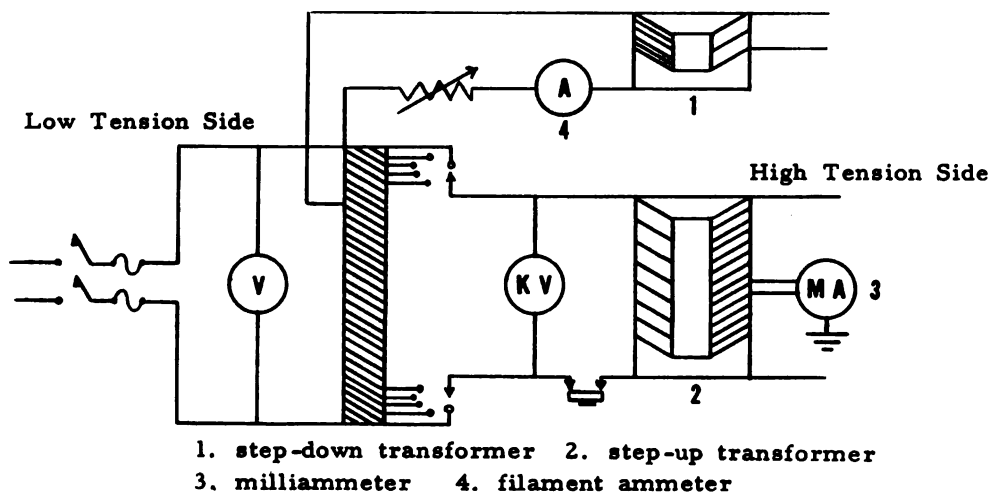 A
4
1
Low Tension Side
High Tension Side
V
KV
MA 3
2
1. step-down transformer 2. step-up transformer
3. milliammeter 4. filament ammeter